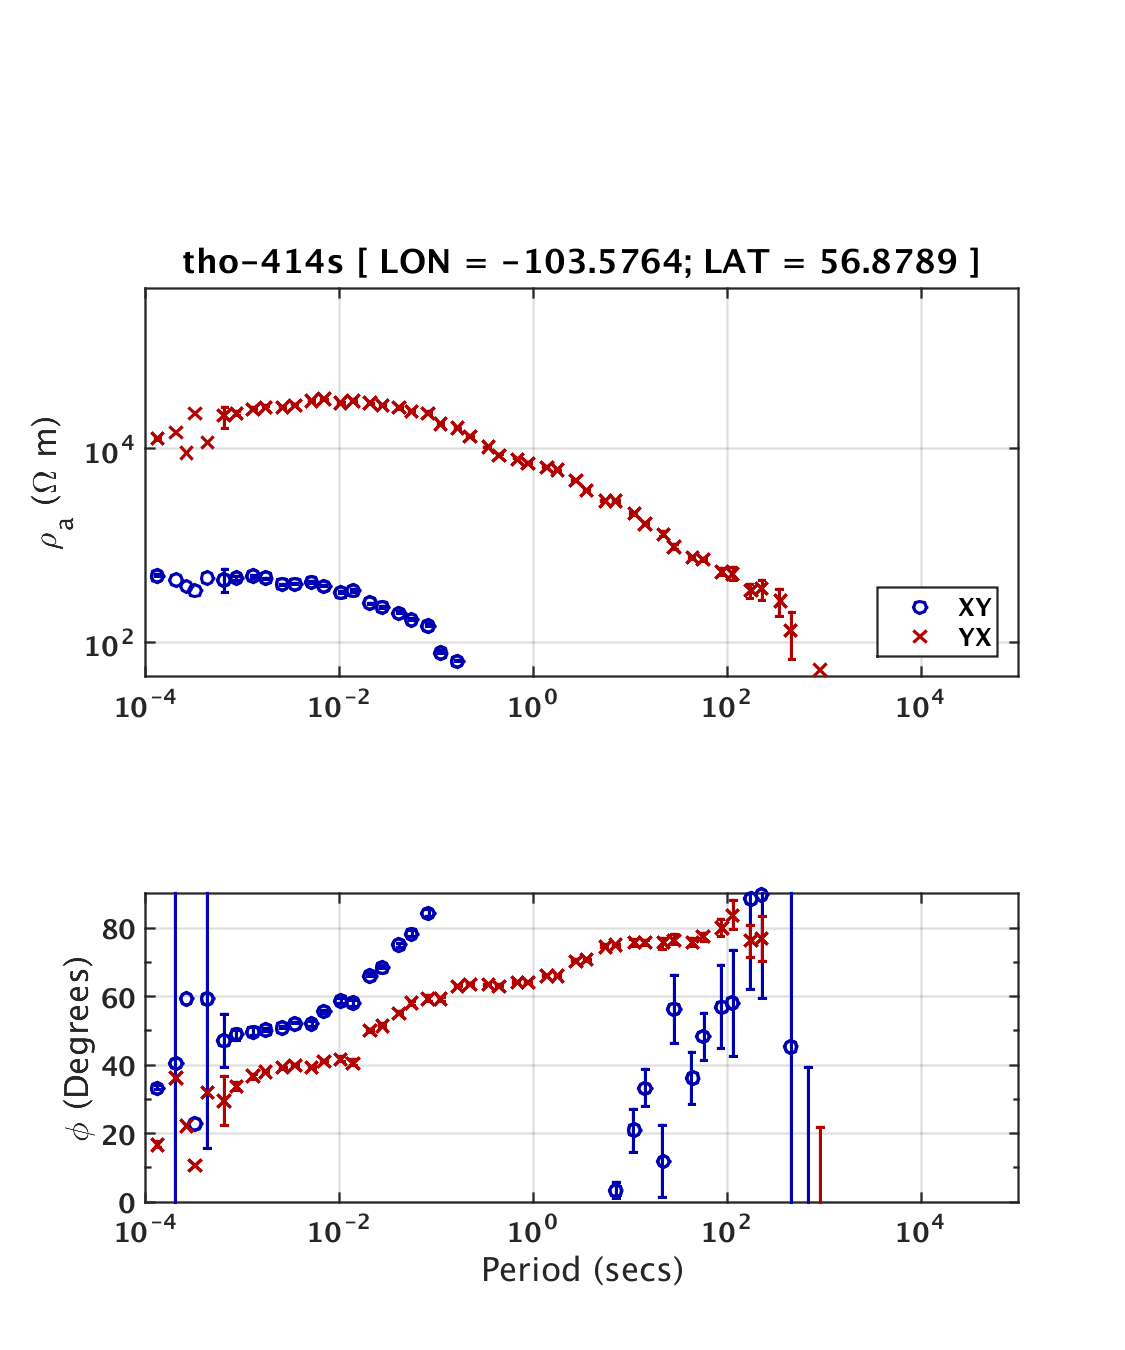 tho-414s [ LON = -103.5764; LAT = 56.8789 ]
ρa (Ω m)
10^4
10^2
XY
YX
10^-4 10^-2 10^0 10^2 10^4
ϕ (Degrees)
80
60
40
20
0
10^-4 10^-2 10^0 10^2 10^4
Period (secs)